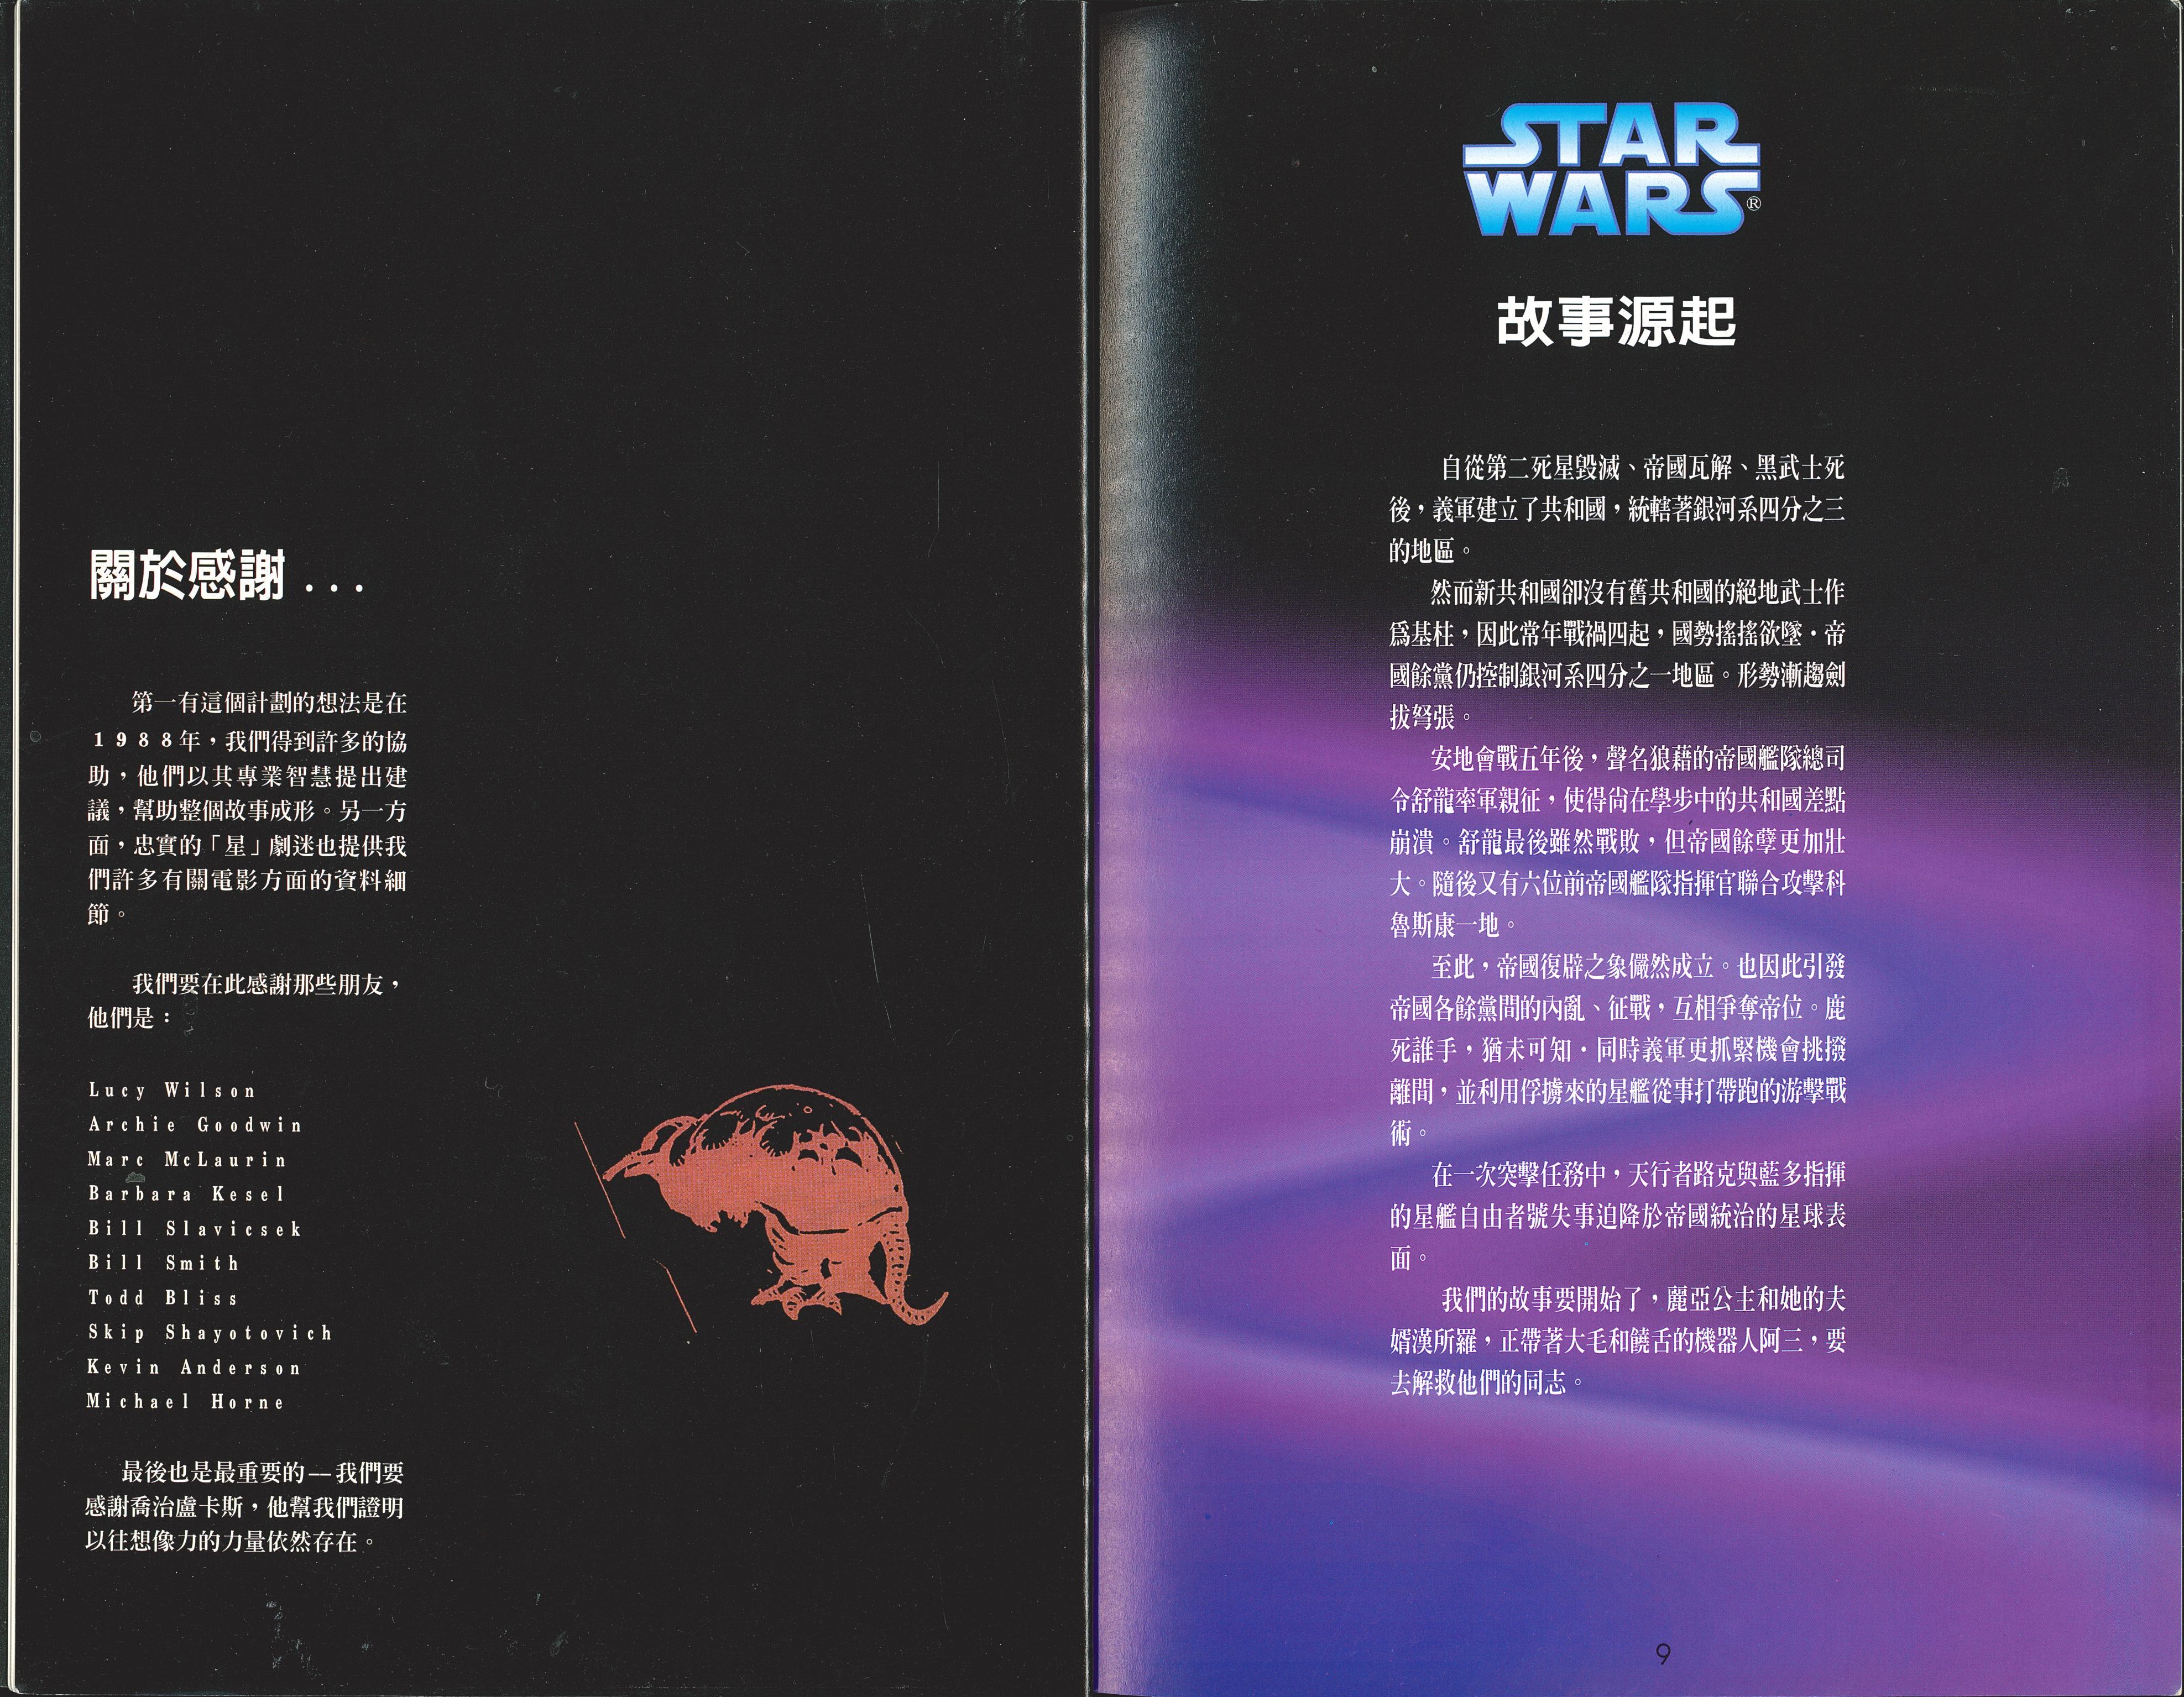 關於感謝...
第一有這個計劃的想法是在
1988年，我們得到許多的協
助，他們以其專業智慧提出建
議，幫助整個故事成形。另一方
面，忠實的「星」劇迷也提供我
們許多有關電影方面的資料細
節。
我們要在此感謝那些朋友，
他們是：
Lucy Wilson
Archie Goodwin
Marc McLaurin
Barbara Kesel
Bill Slavicsek
Bill Smith
Todd Bliss
Skip Shayotovich
Kevin Anderson
Michael Horne
最後也是最重要的——我們要
感謝喬治盧卡斯，他幫我們證明
以往想像力的力量依然存在。
STAR
WARS®
故事源起
自從第二死星毀滅、帝國瓦解、黑武士死
後，義軍建立了共和國，統轄著銀河系四分之三
的地區。
然而新共和國卻沒有舊共和國的絕地武士作
爲基柱，因此常年戰禍四起，國勢搖搖欲墜．帝
國餘黨仍控制銀河系四分之一地區。形勢漸趨劍
拔弩張。
安地會戰五年後，聲名狼藉的帝國艦隊總司
令舒龍率軍親征，使得尚在學步中的共和國差點
崩潰。舒龍最後雖然戰敗，但帝國餘孽更加壯
大。隨後又有六位前帝國艦隊指揮官聯合攻擊科
魯斯康一地。
至此，帝國復辟之象儼然成立。也因此引發
帝國各餘黨間的內亂、征戰，互相爭奪帝位。鹿
死誰手，猶未可知．同時義軍更抓緊機會挑撥
離間，並利用俘擄來的星艦從事打帶跑的游擊戰
術。
在一次突擊任務中，天行者路克與藍多指揮
的星艦自由者號失事迫降於帝國統治的星球表
面。
我們的故事要開始了，麗亞公主和她的夫
婿漢所羅，正帶著大毛和饒舌的機器人阿三，要
去解救他們的同志。
9